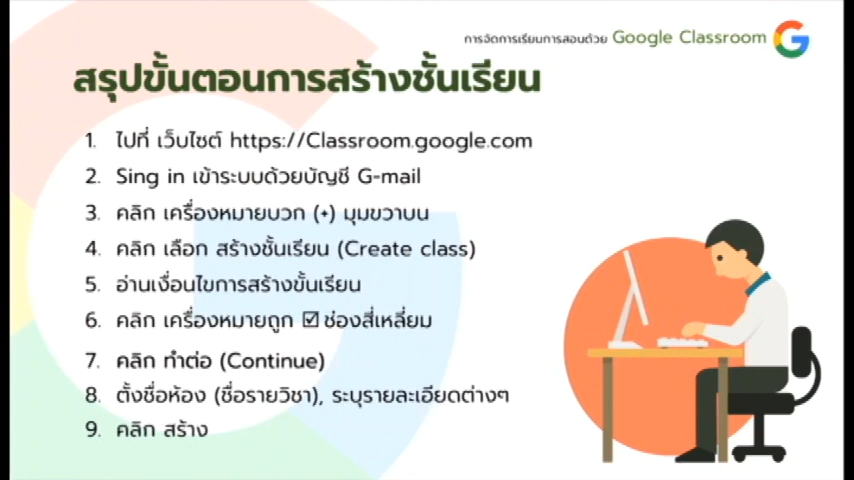 การจัดการเรียนการสอนด้วย Google Classroom
สรุปขั้นตอนการสร้างชั้นเรียน
1. ไปที่ เว็บไซต์ https://Classroom.google.com
2. Sing in เข้าระบบด้วยบัญชี G-mail
3. คลิก เครื่องหมายบวก (+) มุมขวาบน
4. คลิก เลือก สร้างชั้นเรียน (Create class)
5. อ่านเงื่อนไขการสร้างขั้นเรียน
6. คลิก เครื่องหมายถูก ☑ ช่องสี่เหลี่ยม
7. คลิก ทำต่อ (Continue)
8. ตั้งชื่อห้อง (ชื่อรายวิชา), ระบุรายละเอียดต่างๆ
9. คลิก สร้าง